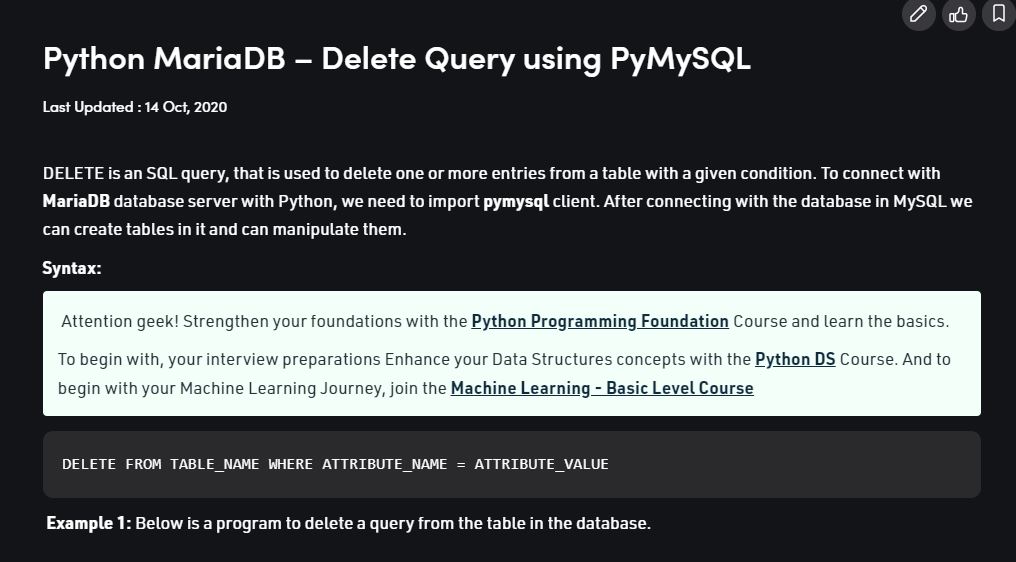 Python MariaDB – Delete Query using PyMySQL
Last Updated : 14 Oct, 2020
DELETE is an SQL query, that is used to delete one or more entries from a table with a given condition. To connect with
MariaDB database server with Python, we need to import pymysql client. After connecting with the database in MySQL we
can create tables in it and can manipulate them.
Syntax:
Attention geek! Strengthen your foundations with the Python Programming Foundation Course and learn the basics.
To begin with, your interview preparations Enhance your Data Structures concepts with the Python DS Course. And to
begin with your Machine Learning Journey, join the Machine Learning - Basic Level Course
DELETE FROM TABLE_NAME WHERE ATTRIBUTE_NAME = ATTRIBUTE_VALUE
Example 1: Below is a program to delete a query from the table in the database.